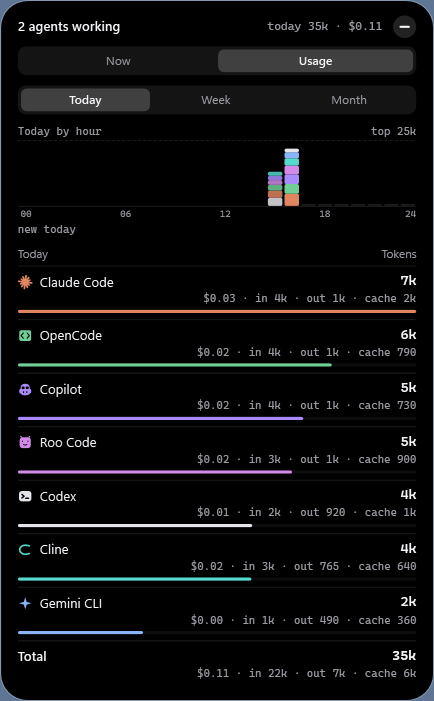 2 agents working today 35k · $0.11
Now Usage
Today Week Month
Today by hour top 25k
00 06 12 18 24
new today
Today Tokens
Claude Code 7k
$0.03 · in 4k · out 1k · cache 2k
OpenCode 6k
$0.02 · in 4k · out 1k · cache 790
Copilot 5k
$0.02 · in 4k · out 1k · cache 730
Roo Code 5k
$0.02 · in 3k · out 1k · cache 900
Codex 4k
$0.01 · in 2k · out 920 · cache 1k
Cline 4k
$0.02 · in 3k · out 765 · cache 640
Gemini CLI 2k
$0.00 · in 1k · out 490 · cache 360
Total 35k
$0.11 · in 22k · out 7k · cache 6k